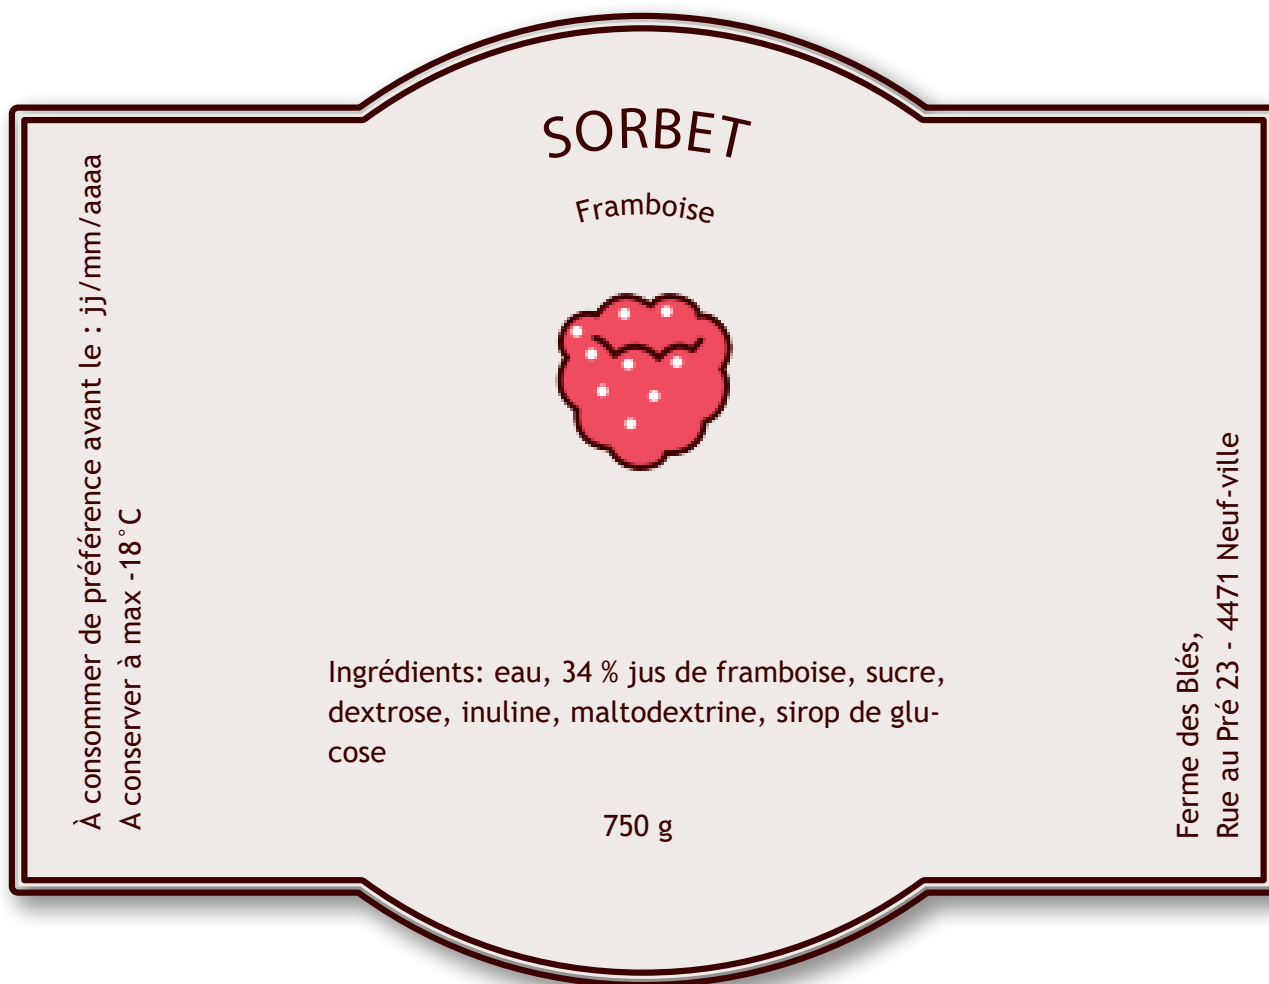 SORBET
Framboise
À consommer de préférence avant le : jj/mm/aaaa
A conserver à max -18°C
Ingrédients: eau, 34 % jus de framboise, sucre,
dextrose, inuline, maltodextrine, sirop de glu-
cose
750 g
Ferme des Blés,
Rue au Pré 23 - 4471 Neuf-ville